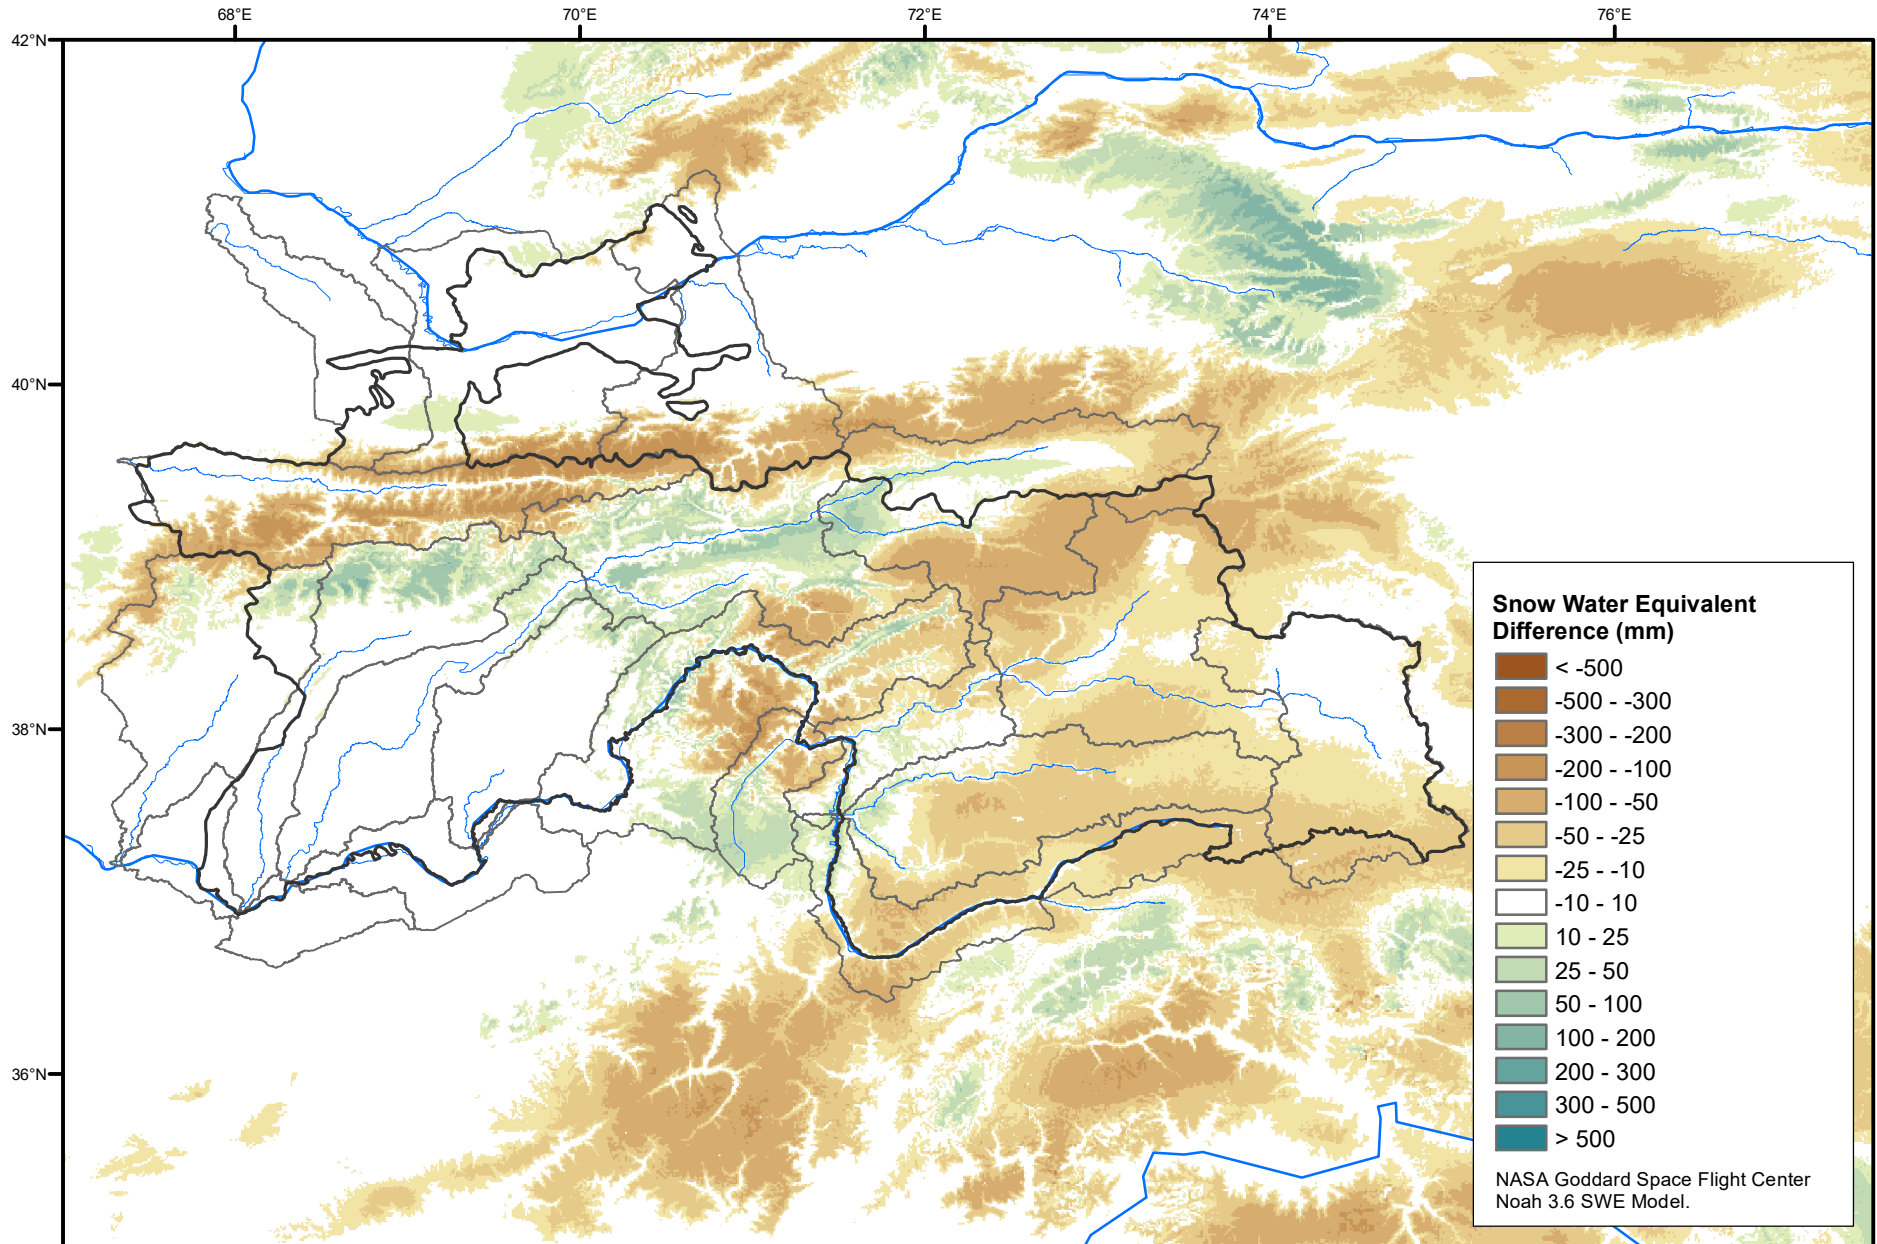 68°E
70°E
72°E
74°E
76°E
42°N
40°N
38°N
36°N
Snow Water Equivalent
Difference (mm)
< -500
-500 - -300
-300 - -200
-200 - -100
-100 - -50
-50 - -25
-25 - -10
-10 - 10
10 - 25
25 - 50
50 - 100
100 - 200
200 - 300
300 - 500
> 500
NASA Goddard Space Flight Center
Noah 3.6 SWE Model.